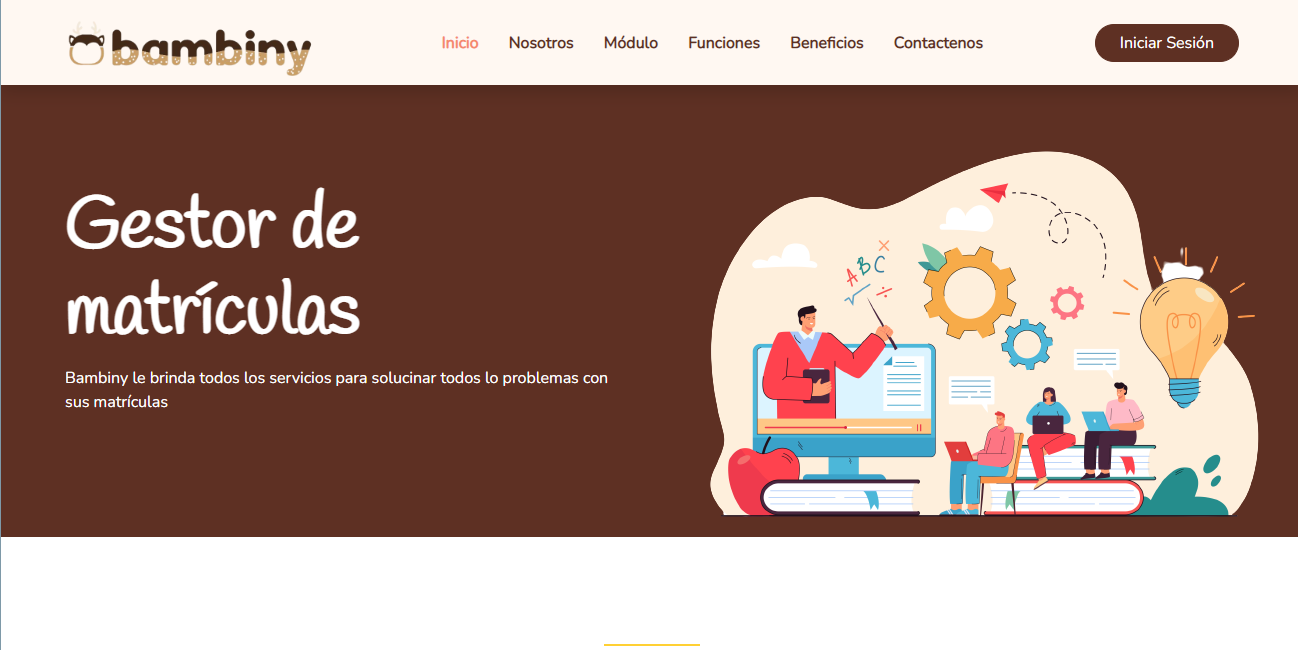 bambiny
Inicio Nosotros Módulo Funciones Beneficios Contactenos
Iniciar Sesión
Gestor de
matrículas
Bambiny le brinda todos los servicios para solucinar todos lo problemas con
sus matrículas
ABC